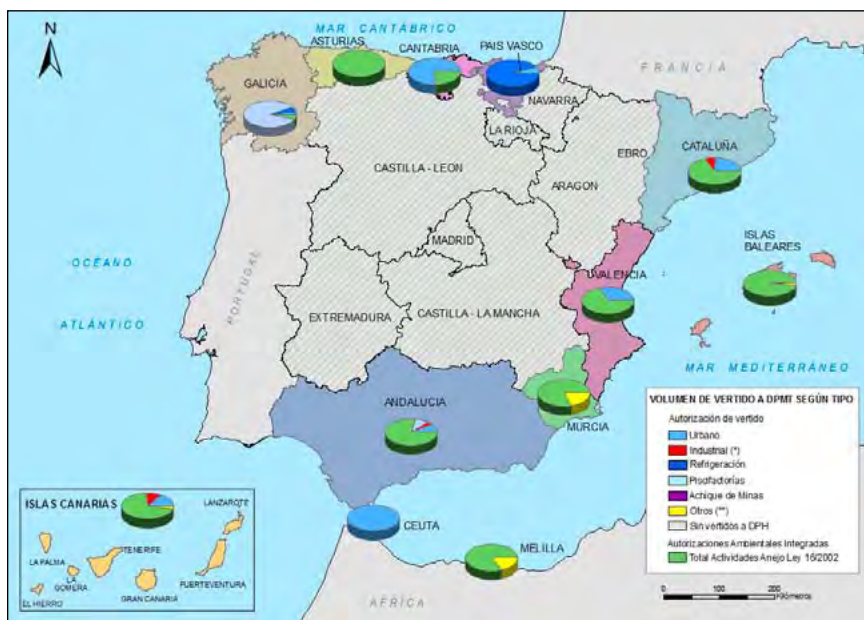 MAR CANTÁBRICO
N
ASTURIAS
CANTABRIA
PAIS VASCO
FRANCIA
GALICIA
NAVARRA
LA RIOJA
EBRO
CATALUÑA
CASTILLA - LEON
ARAGON
ISLAS
BALEARES
MADRID
OCÉANO
ATLÁNTICO
PORTUGAL
VALENCIA
EXTREMADURA
CASTILLA - LA MANCHA
MAR MEDITERRÁNEO
ANDALUCIA
MURCIA
VOLUMEN DE VERTIDO A DPMT SEGÚN TIPO
Autorización de vertido
Urbano
Industrial (*)
Refrigeración
Piscifactorías
Achique de Minas
Otros (**)
Sin vertidos a DPH
Autorizaciones Ambientales Integradas
Total Actividades Anejo Ley 16/2002
ISLAS CANARIAS
LANZAROTE
LA PALMA
TENERIFE
LA
GOMERA
FUERTEVENTURA
EL HIERRO
GRAN CANARIA
CEUTA
MELILLA
AFRICA
0 50 100 200
Kilómetros